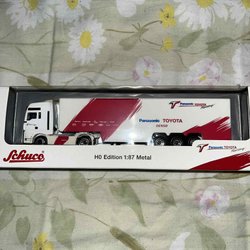 Panasonic TOYOTA
Panasonic TOYOTA
DENSO
Schuco
H0 Edition 1:87 Metal
Panasonic TOYOTA